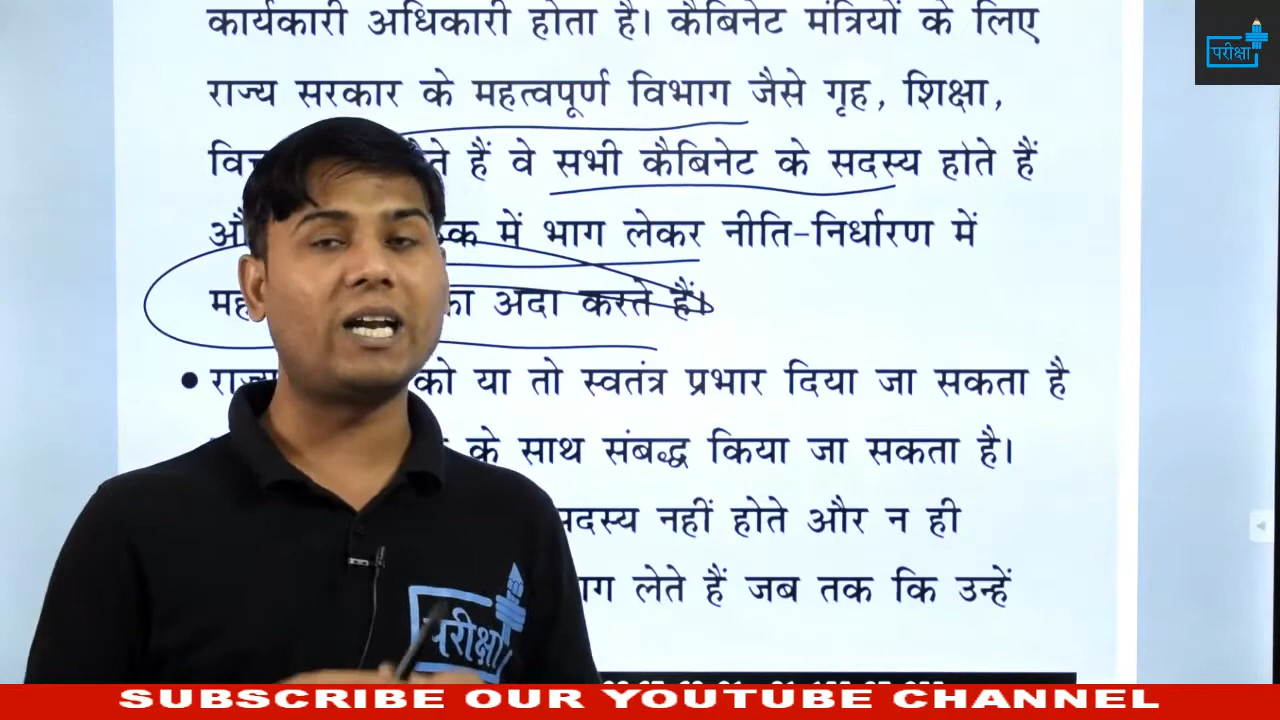 कार्यकारी अधिकारी होता है। कैबिनेट मंत्रियों के लिए
राज्य सरकार के महत्वपूर्ण विभाग जैसे गृह, शिक्षा,
हैं वे सभी कैबिनेट के सदस्य होते हैं
में भाग लेकर नीति-निर्धारण में
अदा करते हैं।
को या तो स्वतंत्र प्रभार दिया जा सकता है
के साथ संबद्ध किया जा सकता है।
सदस्य नहीं होते और न ही
लेते हैं जब तक कि उन्हें
परीक्षा
परीक्षा
SUBSCRIBE OUR YOUTUBE CHANNEL